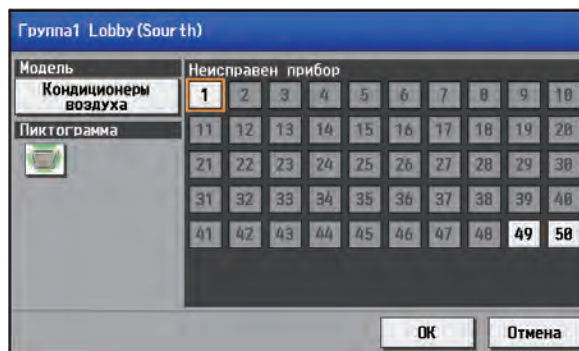 Группа1 Lobby(Sourth)
Модель
Кондиционеры
воздуха
Пиктограмма
Неисправен прибор
1 2 3 4 5 6 7 8 9 10
11 12 13 14 15 16 17 18 19 20
21 22 23 24 25 26 27 28 29 30
31 32 33 34 35 36 37 38 39 40
41 42 43 44 45 46 47 48 49 50
OK Отмена